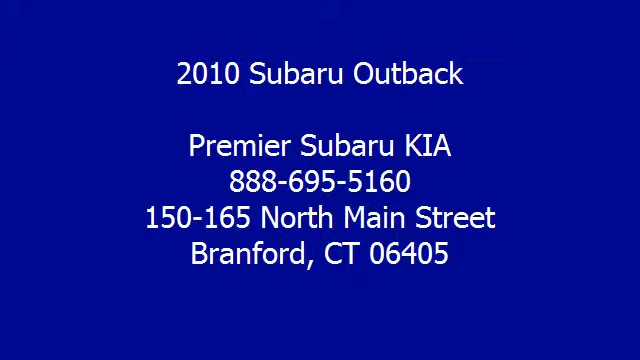 2010 Subaru Outback
Premier Subaru KIA
888-695-5160
150-165 North Main Street
Branford, CT 06405